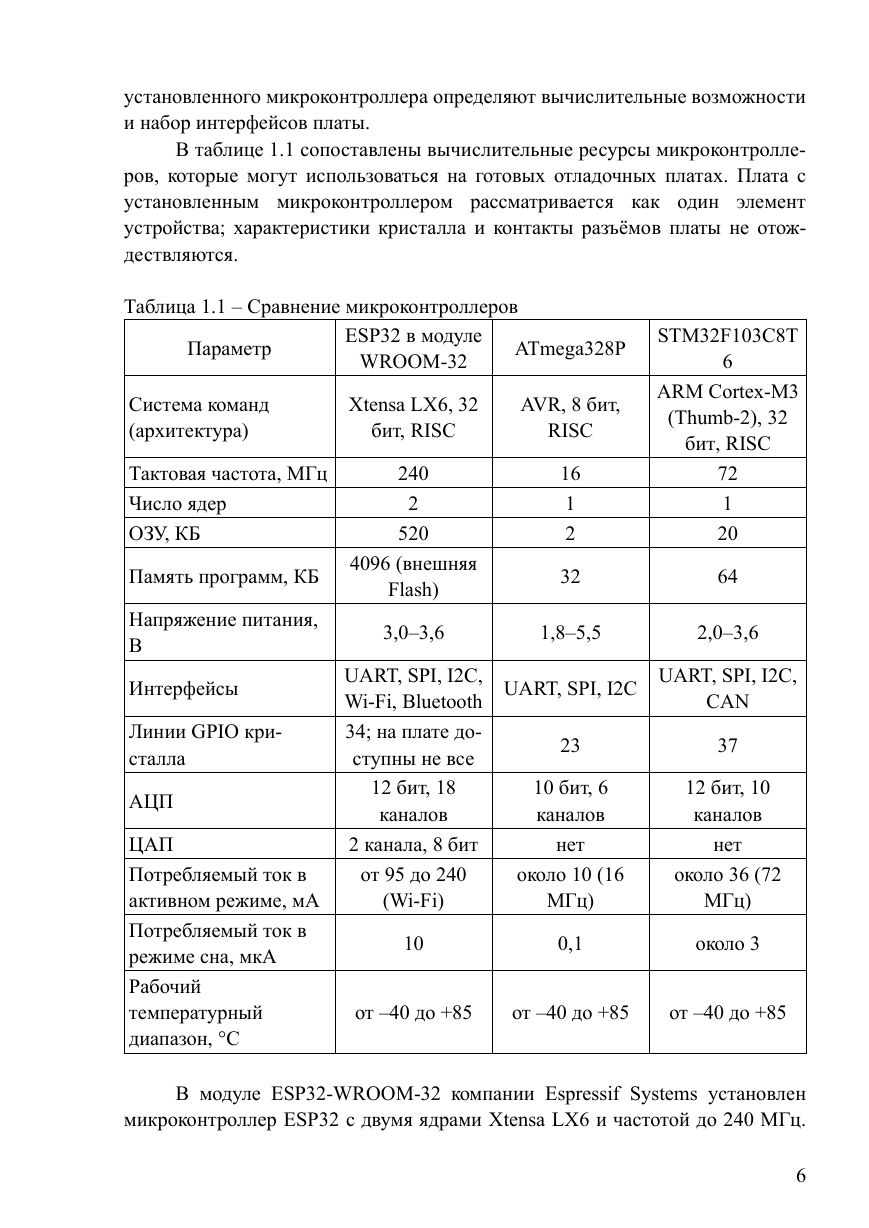 установленного микроконтроллера определяют вычислительные возможности
и набор интерфейсов платы.
В таблице 1.1 сопоставлены вычислительные ресурсы микроконтролле-
ров, которые могут использоваться на готовых отладочных платах. Плата с
установленным микроконтроллером рассматривается как один элемент
устройства; характеристики кристалла и контакты разъёмов платы не отож-
дествляются.
Таблица 1.1 – Сравнение микроконтроллеров
Параметр
ESP32 в модуле
WROOM-32
ATmega328P
STM32F103C8T
6
Система команд
(архитектура)
Xtensa LX6, 32
бит, RISC
AVR, 8 бит,
RISC
ARM Cortex-M3
(Thumb-2), 32
бит, RISC
Тактовая частота, МГц
240
16
72
Число ядер
2
1
1
ОЗУ, КБ
520
2
20
Память программ, КБ
4096 (внешняя
Flash)
32
64
Напряжение питания,
В
3,0–3,6
1,8–5,5
2,0–3,6
Интерфейсы
UART, SPI, I2C,
Wi-Fi, Bluetooth
UART, SPI, I2C
UART, SPI, I2C,
CAN
Линии GPIO кри-
сталла
34; на плате до-
ступны не все
23
37
АЦП
12 бит, 18
каналов
10 бит, 6
каналов
12 бит, 10
каналов
ЦАП
2 канала, 8 бит
нет
нет
Потребляемый ток в
активном режиме, мА
от 95 до 240
(Wi-Fi)
около 10 (16
МГц)
около 36 (72
МГц)
Потребляемый ток в
режиме сна, мкА
10
0,1
около 3
Рабочий
температурный
диапазон, °С
от –40 до +85
от –40 до +85
от –40 до +85
В модуле ESP32-WROOM-32 компании Espressif Systems установлен
микроконтроллер ESP32 с двумя ядрами Xtensa LX6 и частотой до 240 МГц.
6